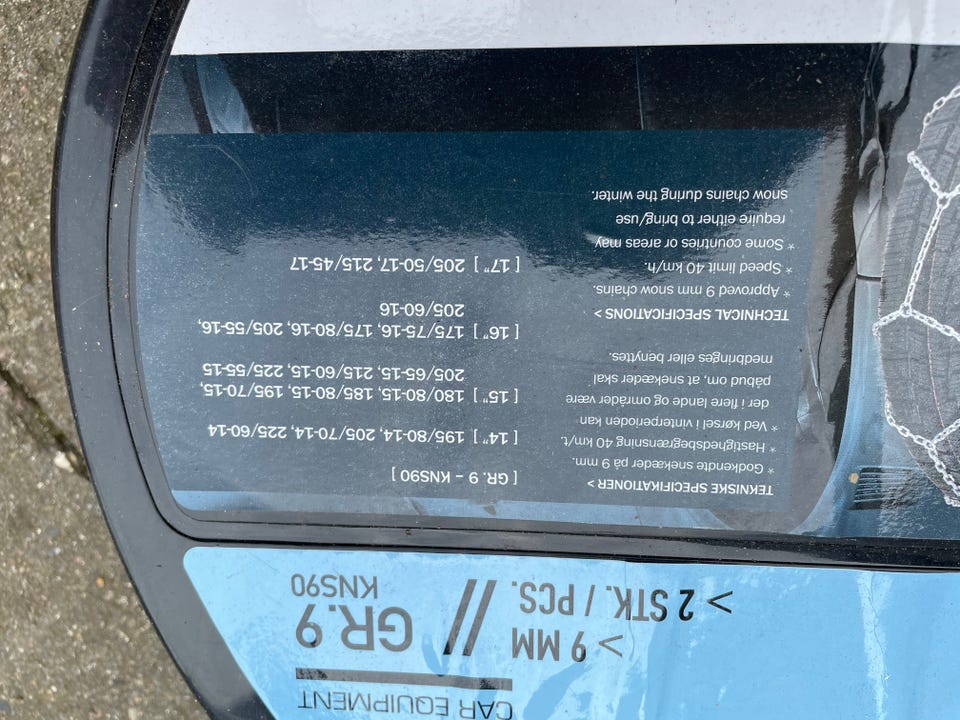 CAR EQUIPMENT
> 9 MM // GR.9
> 2 STK. / PCS. KNS90
TEKNISKE SPECIFIKATIONER >
* Godkendte snekæder på 9 mm.
* Hastighedsbegrænsning 40 km/t.
* Ved kørsel i vinterperioden kan
der i flere lande og områder være
påbud om, at snekæder skal
medbringes eller benyttes.
TECHNICAL SPECIFICATIONS >
* Approved 9 mm snow chains.
* Speed limit 40 km/h.
* Some countries or areas may
require either to bring/use
snow chains during the winter.
[ GR. 9 – KNS90 ]
[ 14" ] 195/80-14, 205/70-14, 225/60-14
[ 15" ] 180/80-15, 185/80-15, 195/70-15,
205/65-15, 215/60-15, 225/55-15
[ 16" ] 175/75-16, 175/80-16, 205/55-16,
205/60-16
[ 17" ] 205/50-17, 215/45-17